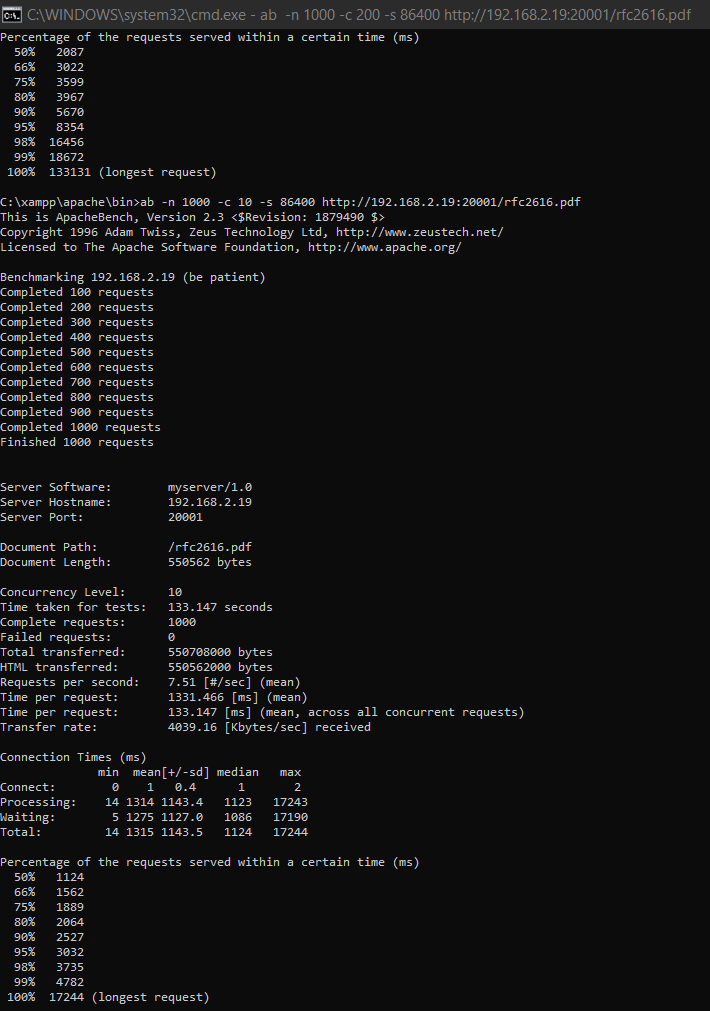 C:\WINDOWS\system32\cmd.exe - ab  -n 1000 -c 200 -s 86400 http://192.168.2.19:20001/rfc2616.pdf
Percentage of the requests served within a certain time (ms)
  50%   2087
  66%   3022
  75%   3599
  80%   3967
  90%   5670
  95%   8354
  98%  16456
  99%  18672
 100%  133131 (longest request)

C:\xampp\apache\bin>ab -n 1000 -c 10 -s 86400 http://192.168.2.19:20001/rfc2616.pdf
This is ApacheBench, Version 2.3 <$Revision: 1879490 $>
Copyright 1996 Adam Twiss, Zeus Technology Ltd, http://www.zeustech.net/
Licensed to The Apache Software Foundation, http://www.apache.org/

Benchmarking 192.168.2.19 (be patient)
Completed 100 requests
Completed 200 requests
Completed 300 requests
Completed 400 requests
Completed 500 requests
Completed 600 requests
Completed 700 requests
Completed 800 requests
Completed 900 requests
Completed 1000 requests
Finished 1000 requests


Server Software:        myserver/1.0
Server Hostname:        192.168.2.19
Server Port:            20001

Document Path:          /rfc2616.pdf
Document Length:        550562 bytes

Concurrency Level:      10
Time taken for tests:   133.147 seconds
Complete requests:      1000
Failed requests:        0
Total transferred:      550708000 bytes
HTML transferred:       550562000 bytes
Requests per second:    7.51 [#/sec] (mean)
Time per request:       1331.466 [ms] (mean)
Time per request:       133.147 [ms] (mean, across all concurrent requests)
Transfer rate:          4039.16 [Kbytes/sec] received

Connection Times (ms)
              min  mean[+/-sd] median   max
Connect:        0    1   0.4      1       2
Processing:    14 1314 1143.4   1123   17243
Waiting:        5 1275 1127.0   1086   17190
Total:         14 1315 1143.5   1124   17244

Percentage of the requests served within a certain time (ms)
  50%   1124
  66%   1562
  75%   1889
  80%   2064
  90%   2527
  95%   3032
  98%   3735
  99%   4782
 100%  17244 (longest request)